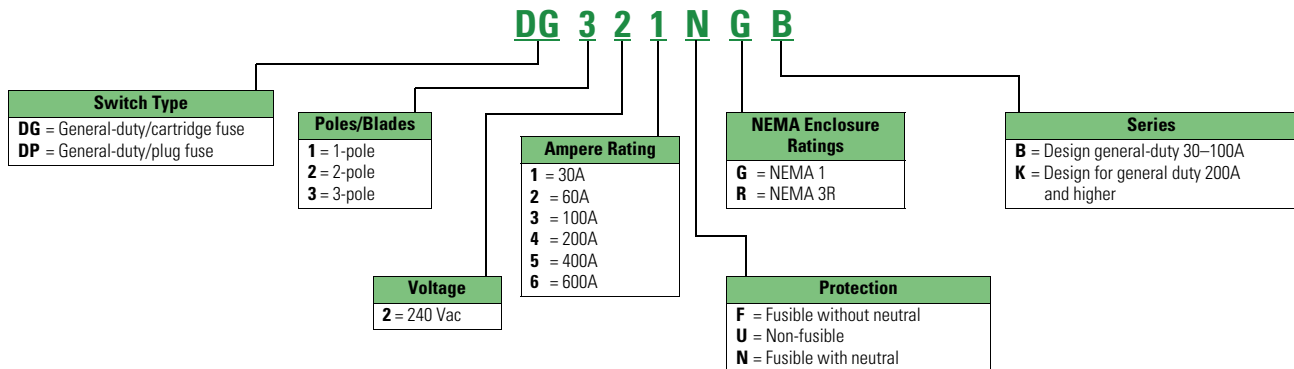 DG 3 2 1 N G B
Switch Type
DG = General-duty/cartridge fuse
DP = General-duty/plug fuse
Poles/Blades
1 = 1-pole
2 = 2-pole
3 = 3-pole
Voltage
2 = 240 Vac
Ampere Rating
1 = 30A
2 = 60A
3 = 100A
4 = 200A
5 = 400A
6 = 600A
NEMA Enclosure
Ratings
G = NEMA 1
R = NEMA 3R
Protection
F = Fusible without neutral
U = Non-fusible
N = Fusible with neutral
Series
B = Design general-duty 30–100A
K = Design for general duty 200A
and higher